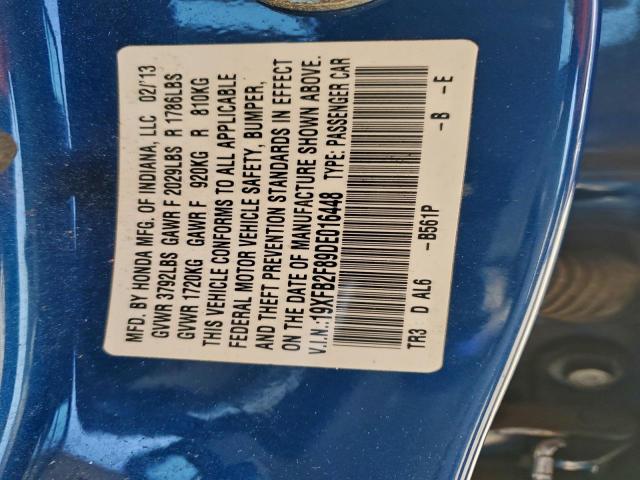 MFD. BY HONDA MFG. OF INDIANA, LLC 02/'13
GVWR 3792LBS GAWR F 2029LBS R 1786LBS
GVWR 1720KG GAWR F 920KG R 810KG
THIS VEHICLE CONFORMS TO ALL APPLICABLE
FEDERAL MOTOR VEHICLE SAFETY, BUMPER,
AND THEFT PREVENTION STANDARDS IN EFFECT
ON THE DATE OF MANUFACTURE SHOWN ABOVE.
V.I.N.:19XFB2F89DE016448 TYPE: PASSENGER CAR
TR3 D AL6 -B561P -B -E